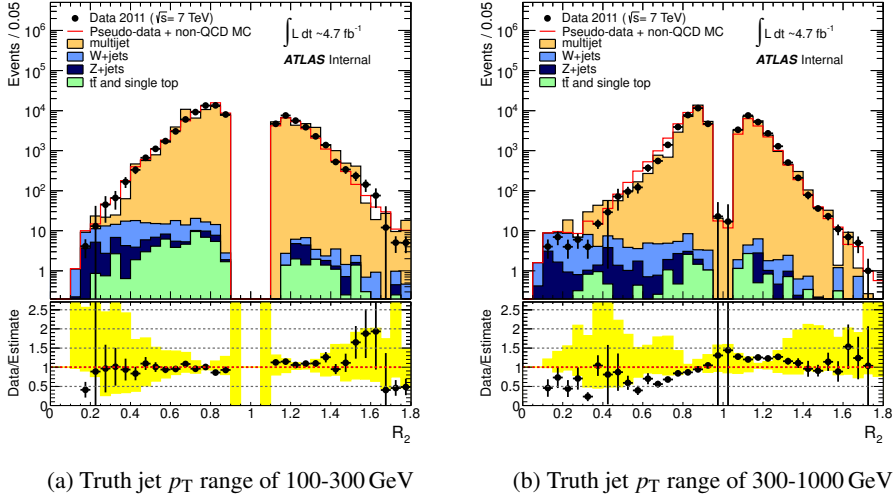 Events / 0.05
10⁶
10⁵
10⁴
10³
10²
10
1
Data 2011 (√s= 7 TeV)
Pseudo-data + non-QCD MC
multijet
W+jets
Z+jets
tt̄ and single top
∫ L dt ~4.7 fb⁻¹
ATLAS Internal
Data/Estimate
2.5
2
1.5
1
0.5
0
0 0.2 0.4 0.6 0.8 1 1.2 1.4 1.6 1.8
R₂
(a) Truth jet pT range of 100-300 GeV
Events / 0.05
10⁶
10⁵
10⁴
10³
10²
10
1
Data 2011 (√s= 7 TeV)
Pseudo-data + non-QCD MC
multijet
W+jets
Z+jets
tt̄ and single top
∫ L dt ~4.7 fb⁻¹
ATLAS Internal
Data/Estimate
2.5
2
1.5
1
0.5
0
0 0.2 0.4 0.6 0.8 1 1.2 1.4 1.6 1.8
R₂
(b) Truth jet pT range of 300-1000 GeV